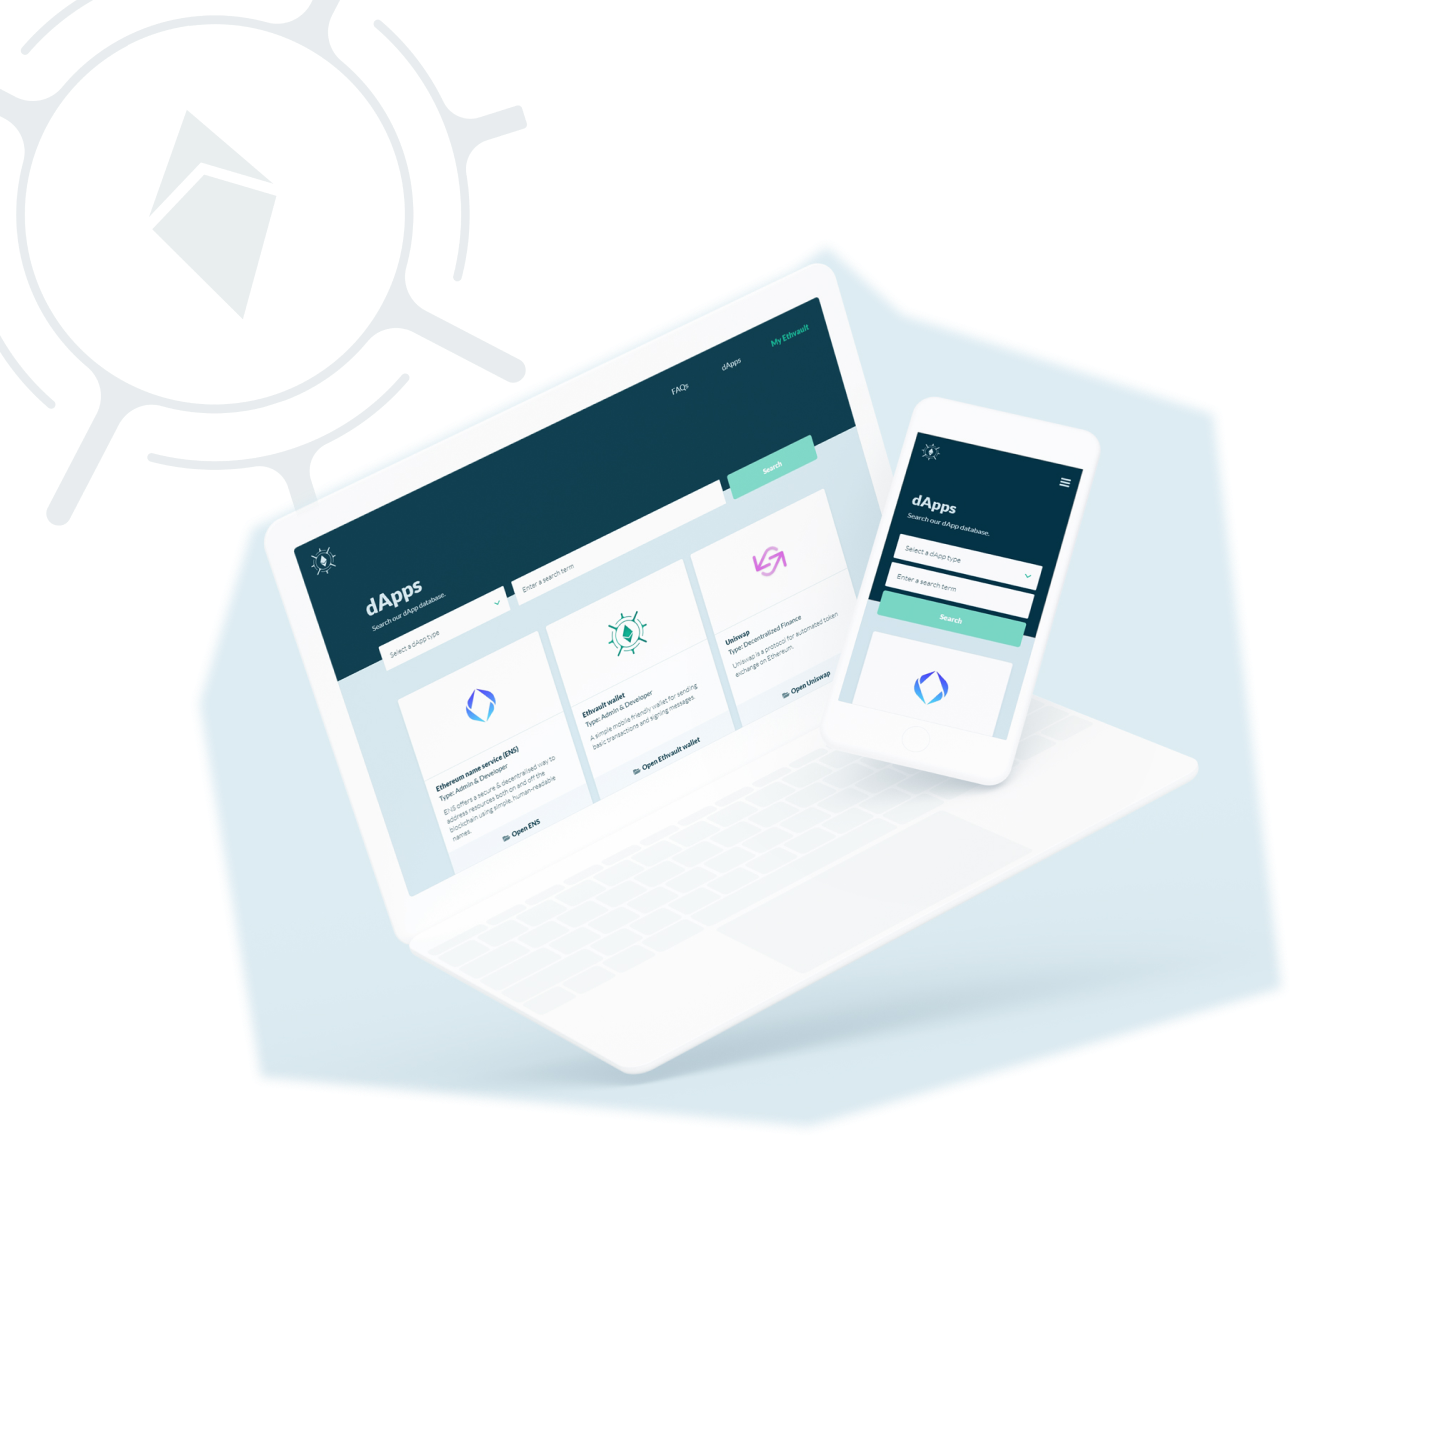 FAQs
dApps
My Ethvault
dApps
Search our dApp database.
Select a dApp type
Enter a search term
Search
Ethereum name service (ENS)
Type: Admin & Developer
ENS offers a secure & decentralised way to
address resources both on and off the
blockchain using simple, human-readable
names.
Open ENS
Ethvault wallet
Type: Admin & Developer
A simple mobile friendly wallet for sending
basic transactions and signing messages.
Open Ethvault wallet
Uniswap
Type: Decentralized Finance
Uniswap is a protocol for automated token
exchange on Ethereum.
Open Uniswap
dApps
Search our dApp database.
Select a dApp type
Enter a search term
Search